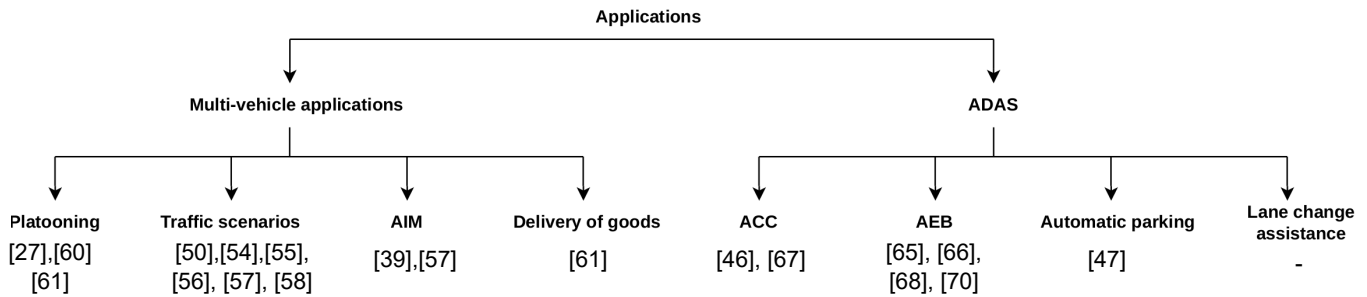 Applications
Multi-vehicle applications
ADAS
Platooning
[27],[60]
[61]
Traffic scenarios
[50],[54],[55],
[56], [57], [58]
AIM
[39],[57]
Delivery of goods
[61]
ACC
[46], [67]
AEB
[65], [66],
[68], [70]
Automatic parking
[47]
Lane change
assistance
-